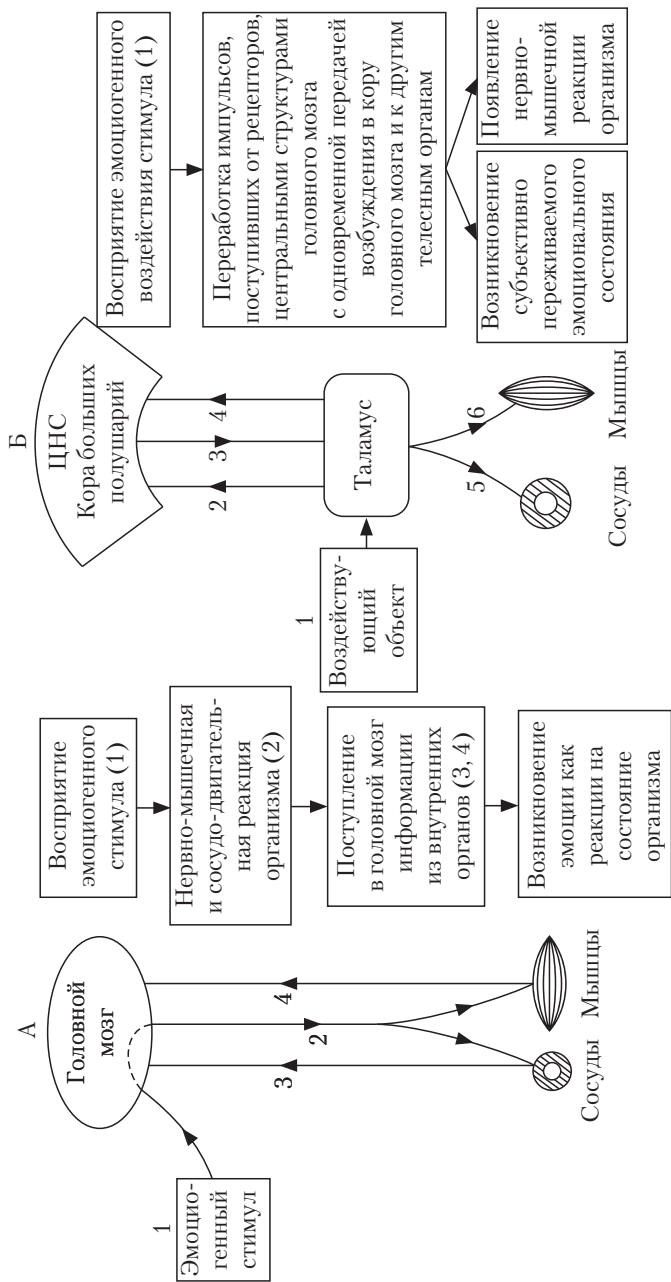 А
Головной
мозг
1
Эмоцио-
генный
стимул
3
2
4
Сосуды
Мышцы
Восприятие
эмоциогенного
стимула (1)
Нервно-мышечная
и сосудо-двигатель-
ная реакция
организма (2)
Поступление
в головной мозг
информации
из внутренних
органов (3, 4)
Возникновение
эмоции как
реакции на
состояние
организма
Б
ЦНС
Кора больших
полушарий
2
3
4
1
Воздейству-
ющий
объект
Таламус
5
6
Сосуды
Мышцы
Восприятие эмоциогенного
воздействия стимула (1)
Переработка импульсов,
поступивших от рецепторов,
центральными структурами
головного мозга
с одновременной передачей
возбуждения в кору
головного мозга и к другим
телесным органам
Возникновение
субъективно
переживаемого
эмоционального
состояния
Появление
нервно-
мышечной
реакции
организма